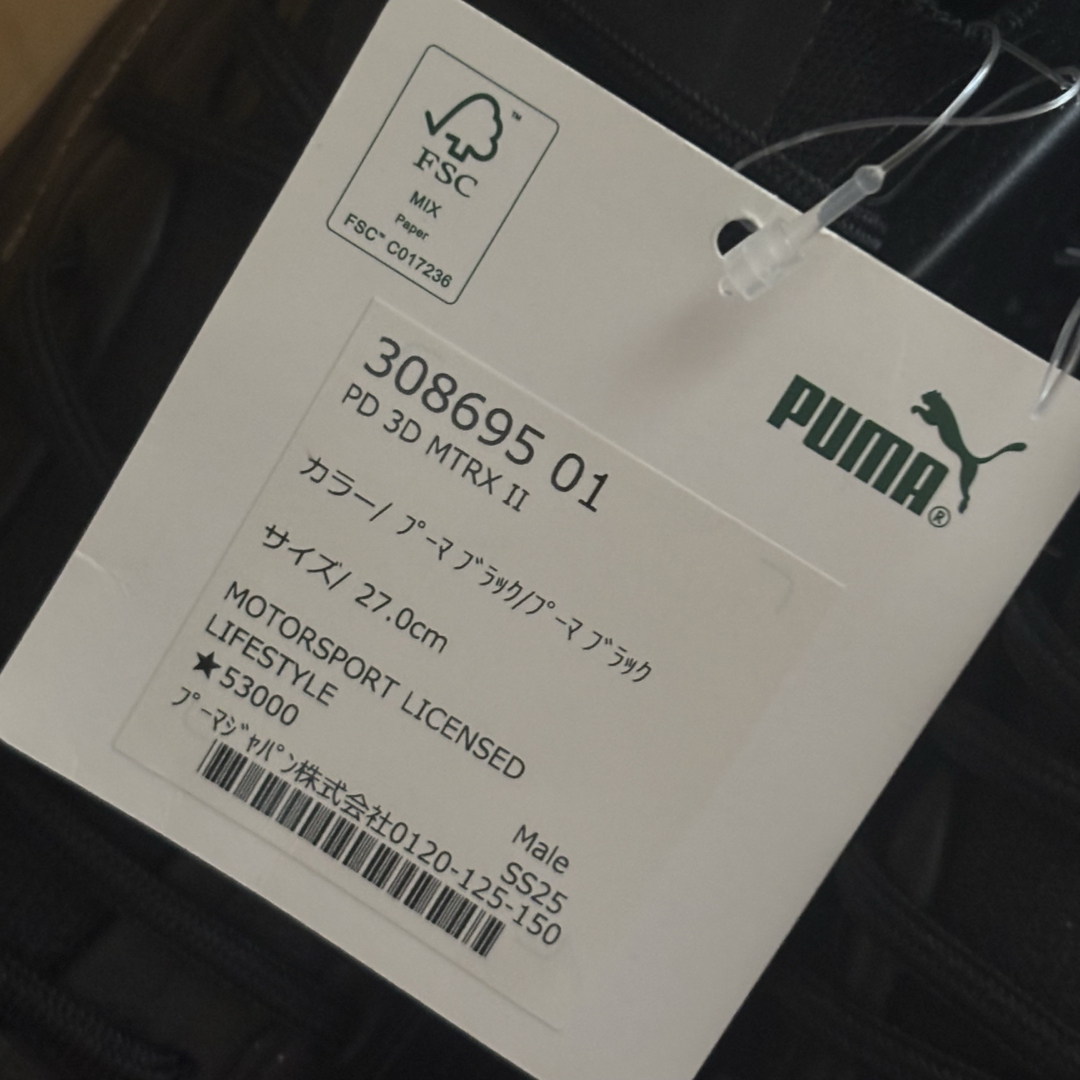 ™
FSC
MIX
Paper
FSC™ C017236
PUMA®
308695 01
PD 3D MTRX II
カラー/ プーマ ブラック/プーマ ブラック
サイズ/ 27.0cm
MOTORSPORT LICENSED
LIFESTYLE
★53000
Male
SS25
プーマジャパン株式会社0120-125-150